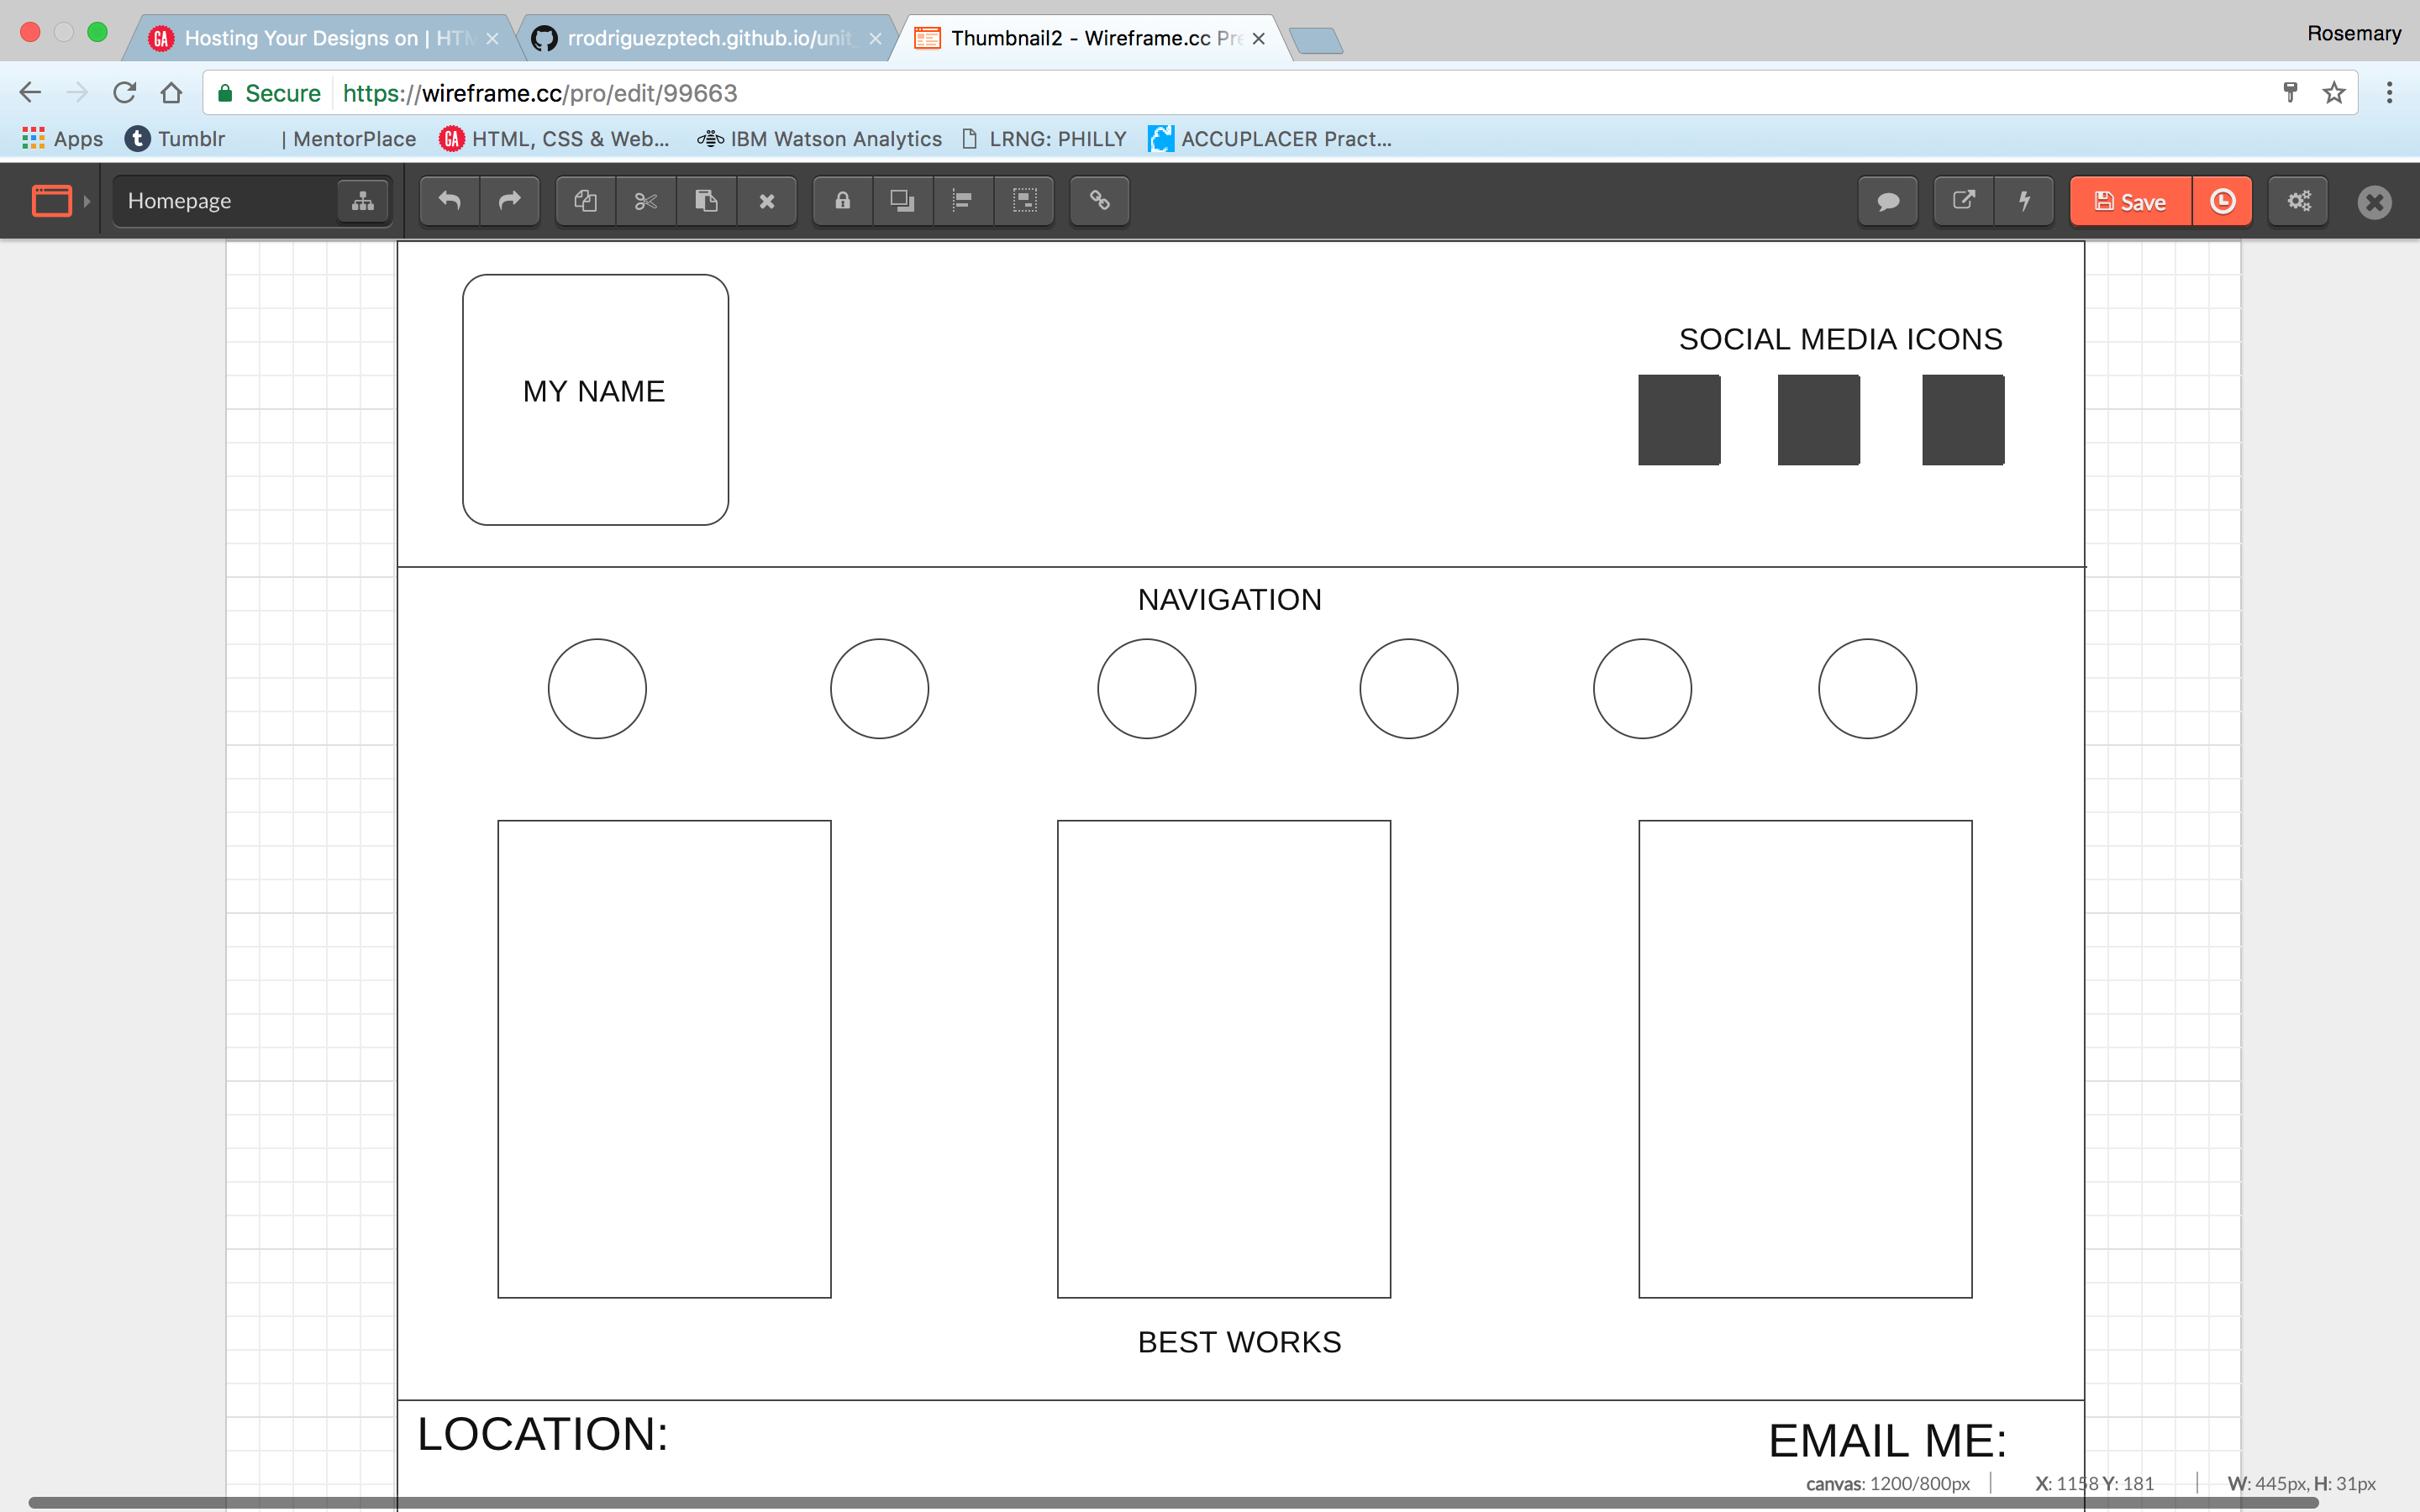 Hosting Your Designs on | HTM
rrodriguezptech.github.io/unit_
Thumbnail2 - Wireframe.cc Pre
Rosemary
Secure https://wireframe.cc/pro/edit/99663
Apps Tumblr | MentorPlace HTML, CSS & Web... IBM Watson Analytics LRNG: PHILLY ACCUPLACER Pract...
Homepage Save
MY NAME
SOCIAL MEDIA ICONS
NAVIGATION
BEST WORKS
LOCATION:
EMAIL ME:
canvas: 1200/800px | X: 1158 Y: 181 | W: 445px, H: 31px